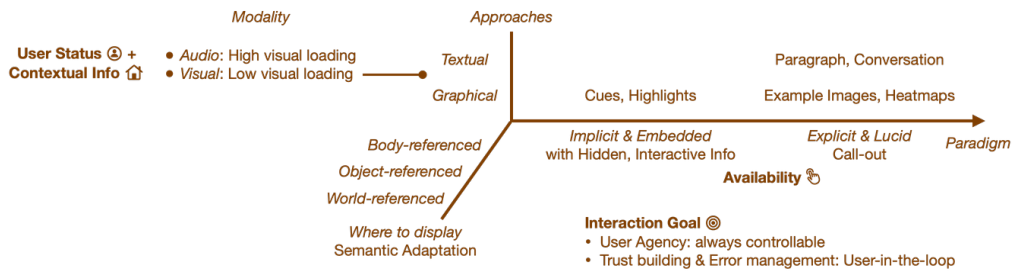 Modality
Approaches
User Status +
Contextual Info
• Audio: High visual loading
• Visual: Low visual loading
Textual
Graphical
Paragraph, Conversation
Cues, Highlights
Example Images, Heatmaps
Implicit & Embedded
with Hidden, Interactive Info
Explicit & Lucid
Call-out
Paradigm
Availability
Body-referenced
Object-referenced
World-referenced
Where to display
Semantic Adaptation
Interaction Goal
• User Agency: always controllable
• Trust building & Error management: User-in-the-loop